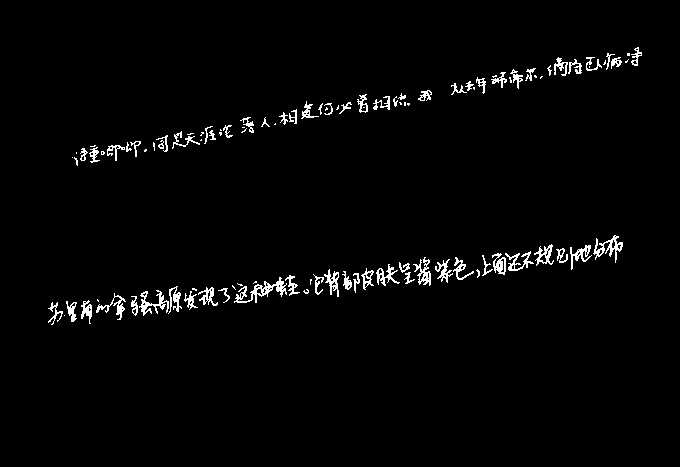 语重唧唧.同是天涯沦落人.相逢何必曾相识.我 从去年辞帝京.谪居卧病浔
苏里南的拿骚高原发现了这种蛙。它背部皮肤呈酱紫色,上面还不规则地分布